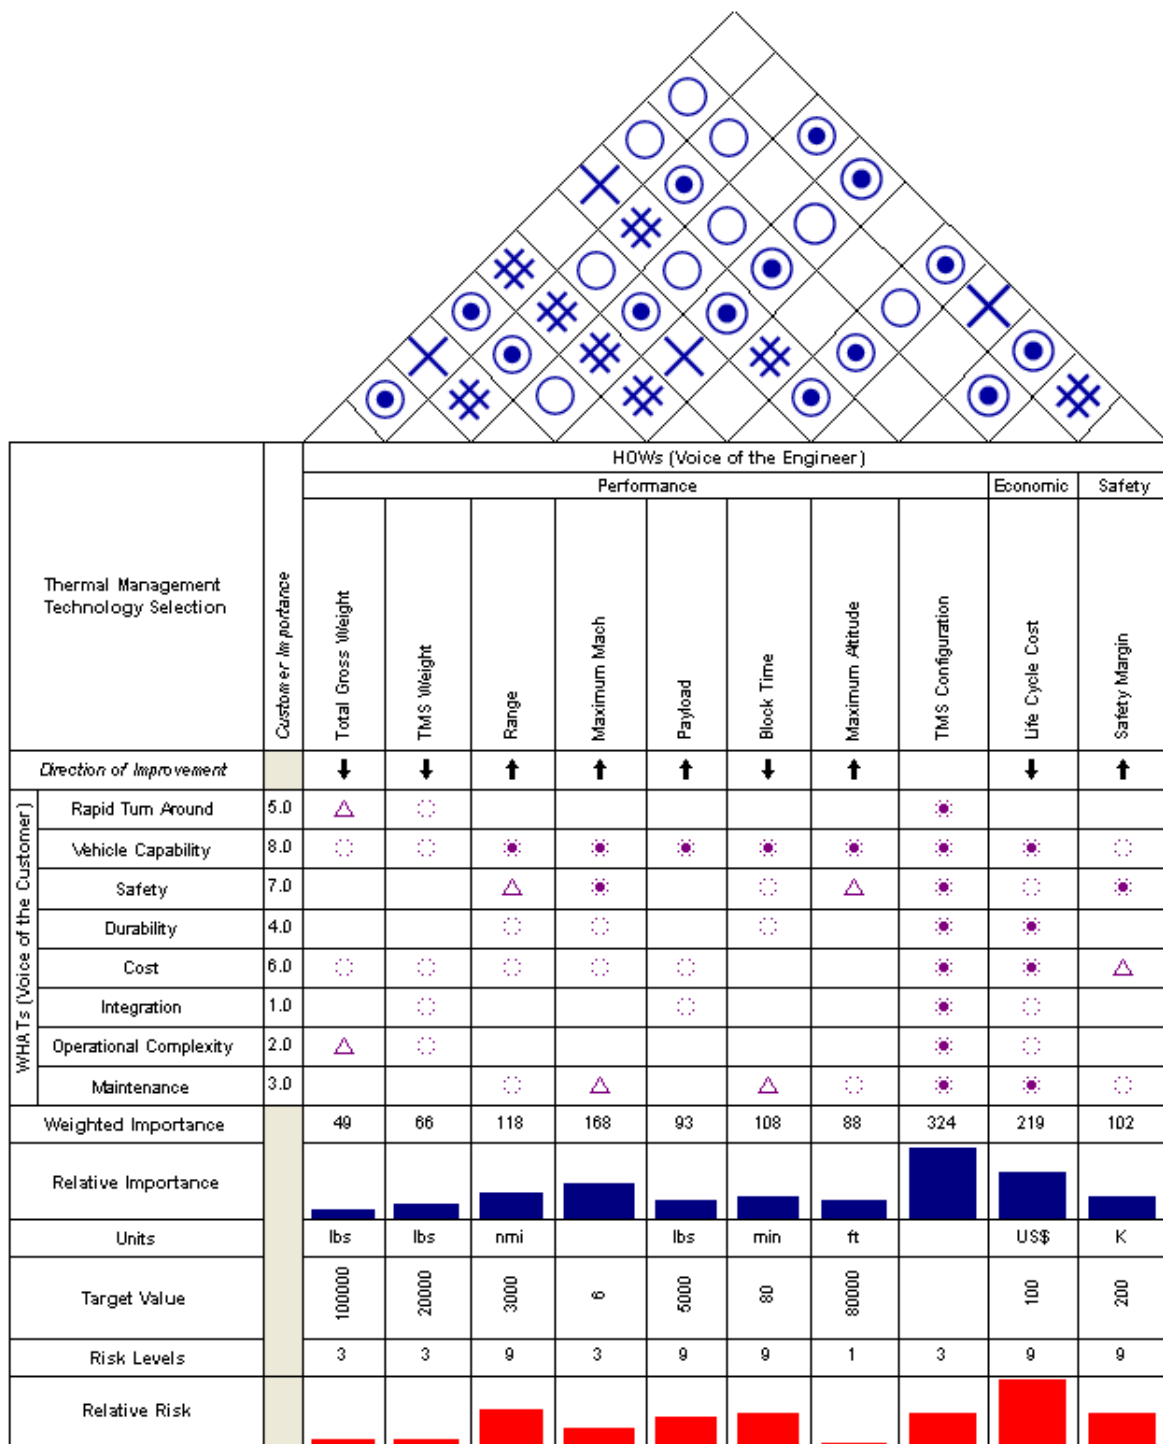 HOWs (Voice of the Engineer)
Performance
Economic
Safety
Thermal Management
Technology Selection
Customer Importance
Total Gross Weight
TMS Weight
Range
Maximum Mach
Payload
Block Time
Maximum Altitude
TMS Configuration
Life Cycle Cost
Safety Margin
Direction of Improvement
WHATs (Voice of the Customer)
Rapid Turn Around 5.0
Vehicle Capability 8.0
Safety 7.0
Durability 4.0
Cost 6.0
Integration 1.0
Operational Complexity 2.0
Maintenance 3.0
Weighted Importance 49 66 118 168 93 108 88 324 219 102
Relative Importance
Units lbs lbs nmi lbs min ft US$ K
Target Value 100000 20000 3000 6 5000 80 80000 100 200
Risk Levels 3 3 9 3 9 9 1 3 9 9
Relative Risk